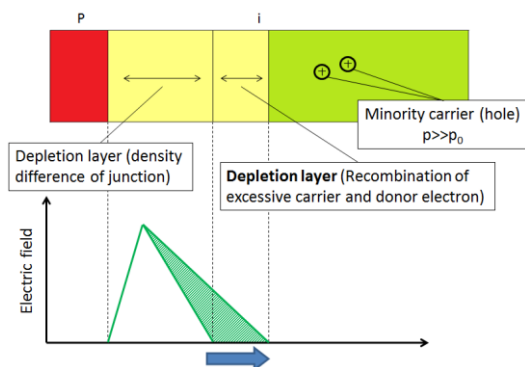 P
i
Minority carrier (hole)
p>>p0
Depletion layer (density
difference of junction)
Depletion layer (Recombination of
excessive carrier and donor electron)
Electric field